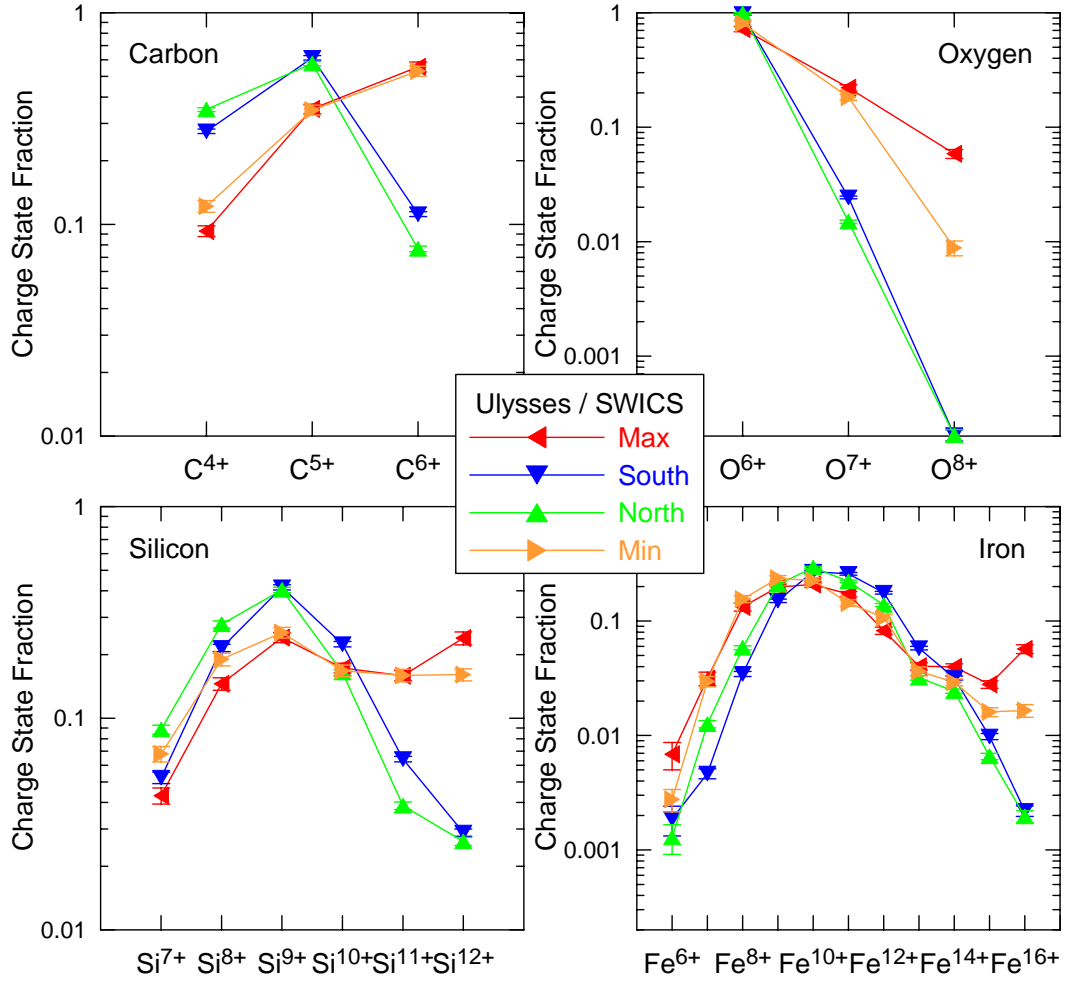 Carbon
Charge State Fraction
1
0.1
0.01
C4+
C5+
C6+
Oxygen
Charge State Fraction
1
0.1
0.01
0.001
O6+
O7+
O8+
Ulysses / SWICS
Max
South
North
Min
Silicon
Charge State Fraction
1
0.1
0.01
Si7+
Si8+
Si9+
Si10+
Si11+
Si12+
Iron
Charge State Fraction
0.1
0.01
0.001
Fe6+
Fe8+
Fe10+
Fe12+
Fe14+
Fe16+